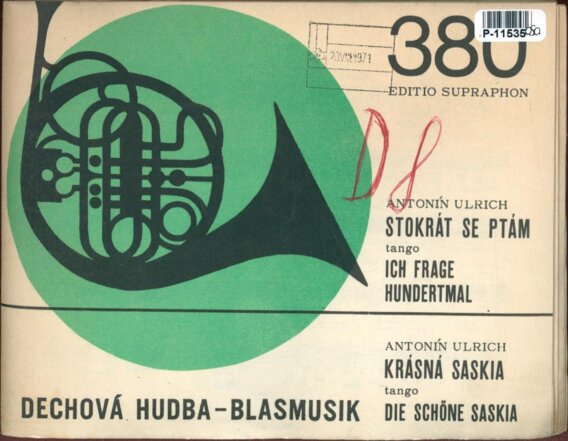 380
P-11535
EDITIO SUPRAPHON
D8
ANTONÍN ULRICH
STOKRÁT SE PTÁM
tango
ICH FRAGE
HUNDERTMAL
ANTONÍN ULRICH
KRÁSNÁ SASKIA
tango
DIE SCHÖNE SASKIA
DECHOVÁ HUDBA–BLASMUSIK